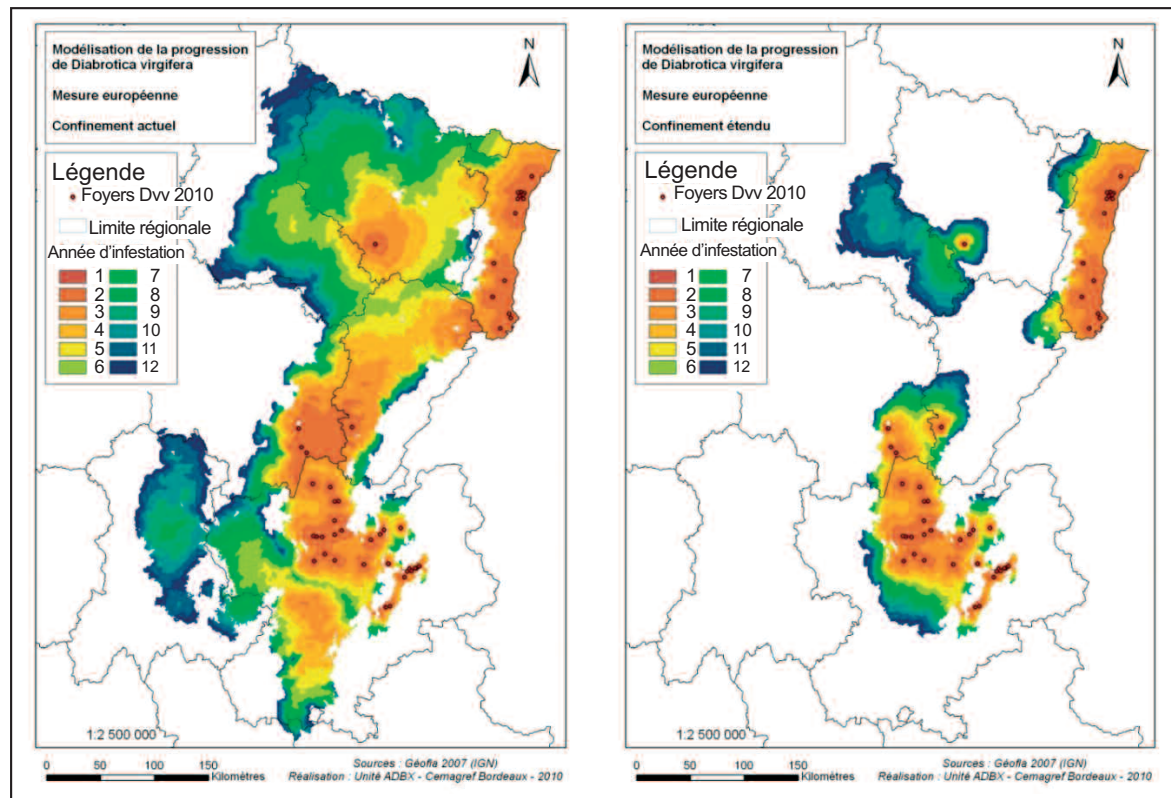 Modélisation de la progression
de Diabrotica virgifera
Mesure européenne
Confinement actuel
N
Légende
Foyers Dvv 2010
Limite régionale
Année d'infestation
1 7
2 8
3 9
4 10
5 11
6 12
1:2 500 000
0 50 100 150
Kilomètres
Sources : Géofla 2007 (IGN)
Réalisation : Unité ADBX - Cemagref Bordeaux - 2010
Modélisation de la progression
de Diabrotica virgifera
Mesure européenne
Confinement étendu
N
Légende
Foyers Dvv 2010
Limite régionale
Année d'infestation
1 7
2 8
3 9
4 10
5 11
6 12
1:2 500 000
0 50 100 150
Kilomètres
Sources : Géofla 2007 (IGN)
Réalisation : Unité ADBX - Cemagref Bordeaux - 2010